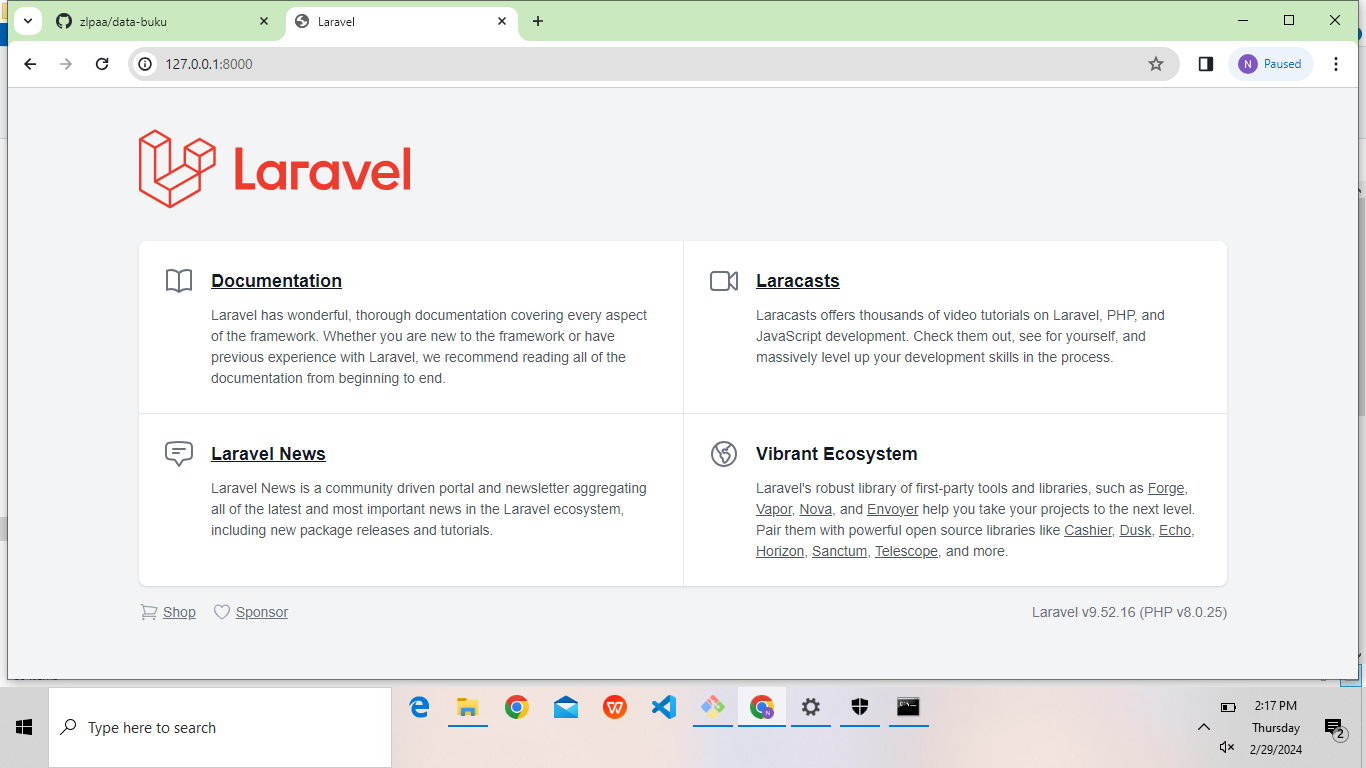 zlpaa/data-buku
Laravel
127.0.0.1:8000
N
Paused
Laravel
Documentation
Laravel has wonderful, thorough documentation covering every aspect
of the framework. Whether you are new to the framework or have
previous experience with Laravel, we recommend reading all of the
documentation from beginning to end.
Laracasts
Laracasts offers thousands of video tutorials on Laravel, PHP, and
JavaScript development. Check them out, see for yourself, and
massively level up your development skills in the process.
Laravel News
Laravel News is a community driven portal and newsletter aggregating
all of the latest and most important news in the Laravel ecosystem,
including new package releases and tutorials.
Vibrant Ecosystem
Laravel's robust library of first-party tools and libraries, such as Forge,
Vapor, Nova, and Envoyer help you take your projects to the next level.
Pair them with powerful open source libraries like Cashier, Dusk, Echo,
Horizon, Sanctum, Telescope, and more.
Shop
Sponsor
Laravel v9.52.16 (PHP v8.0.25)
Type here to search
2:17 PM
Thursday
2/29/2024
2